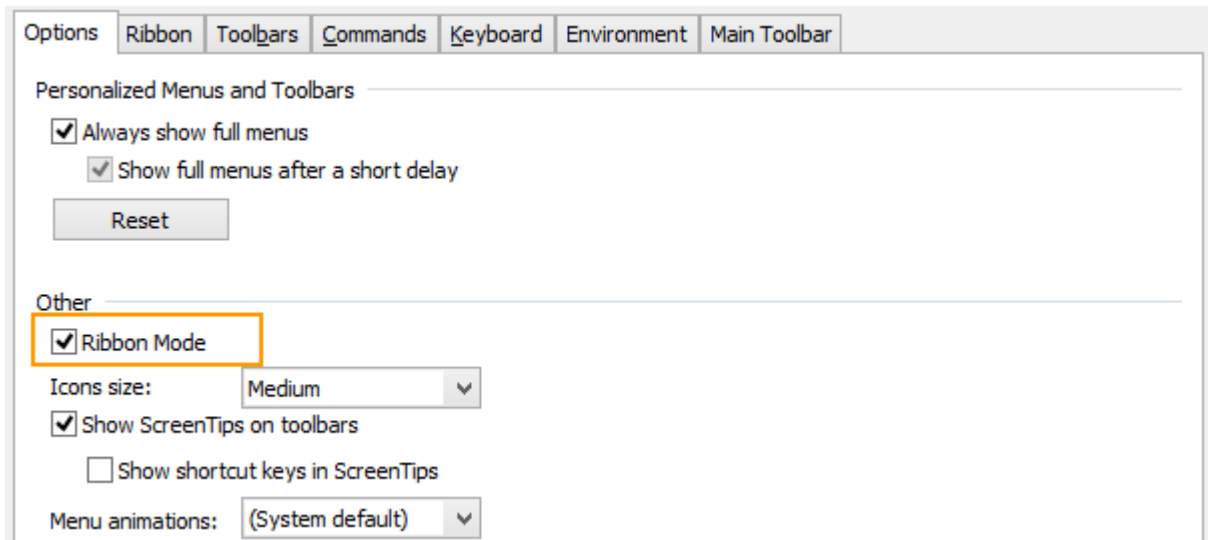 Options Ribbon Toolbars Commands Keyboard Environment Main Toolbar
Personalized Menus and Toolbars
Always show full menus
Show full menus after a short delay
Reset
Other
Ribbon Mode
Icons size: Medium
Show ScreenTips on toolbars
Show shortcut keys in ScreenTips
Menu animations: (System default)